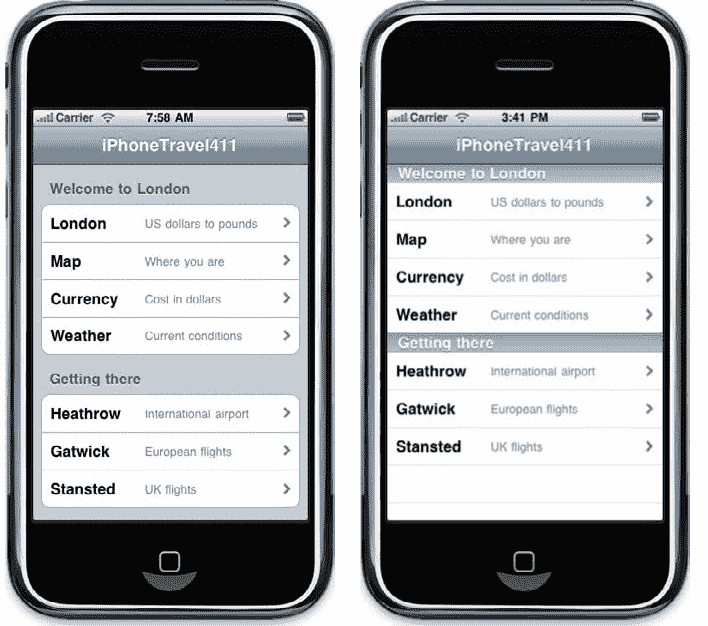 Carrier 7:58 AM
iPhoneTravel411
Welcome to London
London US dollars to pounds
Map Where you are
Currency Cost in dollars
Weather Current conditions
Getting there
Heathrow International airport
Gatwick European flights
Stansted UK flights
Carrier 3:41 PM
iPhoneTravel411
Welcome to London
London US dollars to pounds
Map Where you are
Currency Cost in dollars
Weather Current conditions
Getting there
Heathrow International airport
Gatwick European flights
Stansted UK flights